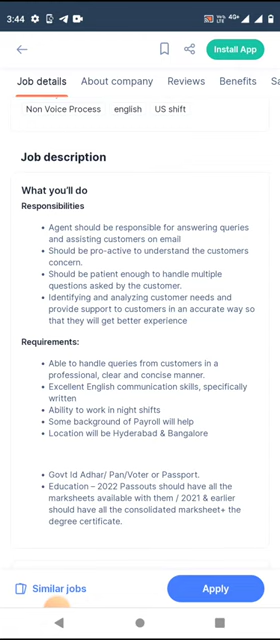 3:44
Vo))
LTE
4G+
Install App
Job details
About company
Reviews
Benefits
Sa
Non Voice Process
english
US shift
Job description
What you'll do
Responsibilities
• Agent should be responsible for answering queries
and assisting customers on email
• Should be pro-active to understand the customers
concern.
• Should be patient enough to handle multiple
questions asked by the customer.
• Identifying and analyzing customer needs and
provide support to customers in an accurate way so
that they will get better experience
Requirements:
• Able to handle queries from customers in a
professional, clear and concise manner.
• Excellent English communication skills, specifically
written
• Ability to work in night shifts
• Some background of Payroll will help
• Location will be Hyderabad & Bangalore
• Govt Id Adhar/ Pan/Voter or Passport.
• Education – 2022 Passouts should have all the
marksheets available with them / 2021 & earlier
should have all the consolidated marksheet+ the
degree certificate.
Similar jobs
Apply